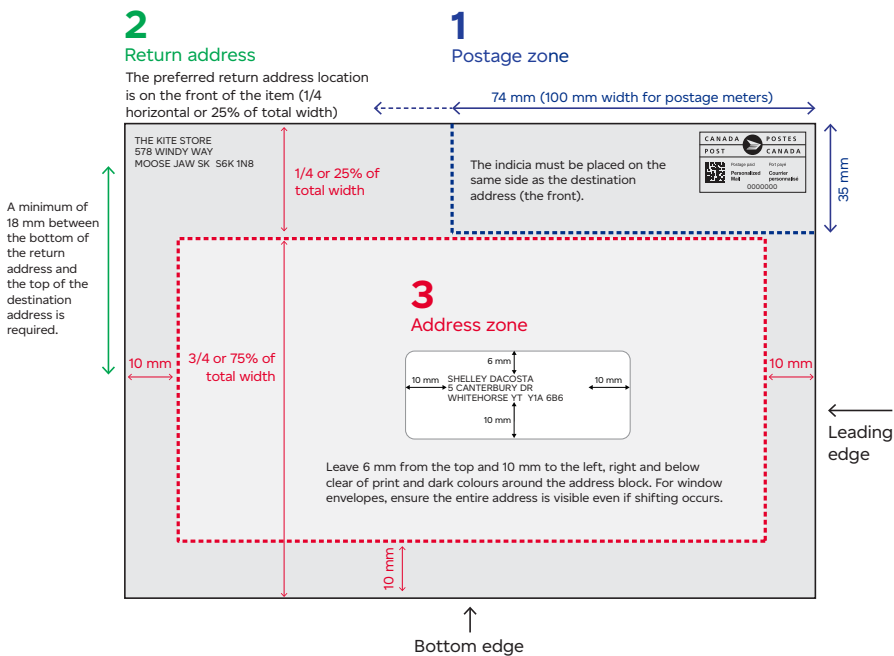 2
Return address
The preferred return address location
is on the front of the item (1/4
horizontal or 25% of total width)
1
Postage zone
74 mm (100 mm width for postage meters)
THE KITE STORE
578 WINDY WAY
MOOSE JAW SK  S6K 1N8
1/4 or 25% of
total width
The indicia must be placed on the
same side as the destination
address (the front).
CANADA POSTES
POST CANADA
Postage paid Port payé
Personalized Courrier
Mail personnalisé
0000000
35 mm
A minimum of
18 mm between
the bottom of
the return
address and
the top of the
destination
address is
required.
3
Address zone
10 mm
3/4 or 75% of
total width
6 mm
10 mm
SHELLEY DACOSTA
5 CANTERBURY DR
WHITEHORSE YT  Y1A 6B6
10 mm
10 mm
10 mm
Leading
edge
Leave 6 mm from the top and 10 mm to the left, right and below
clear of print and dark colours around the address block. For window
envelopes, ensure the entire address is visible even if shifting occurs.
10 mm
Bottom edge